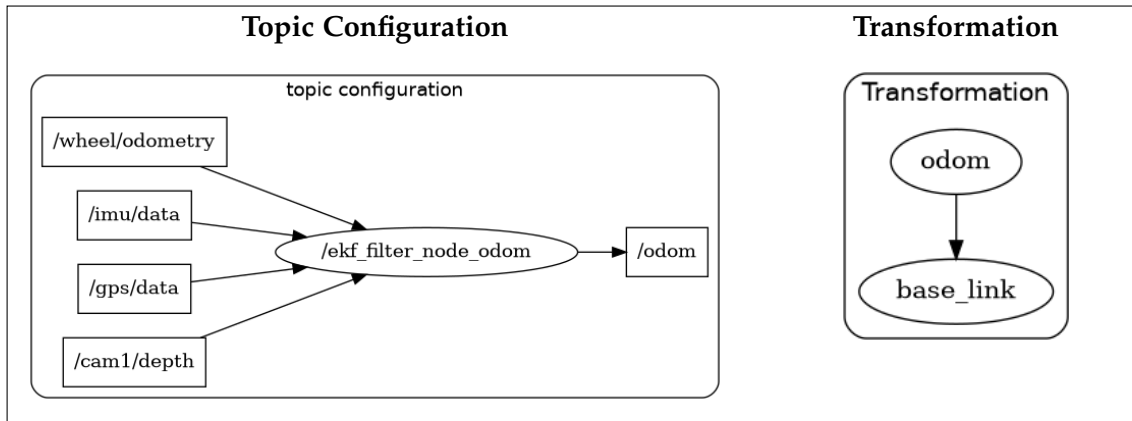 Topic Configuration
topic configuration
/wheel/odometry
/imu/data
/gps/data
/cam1/depth
/ekf_filter_node_odom
/odom
Transformation
Transformation
odom
base_link